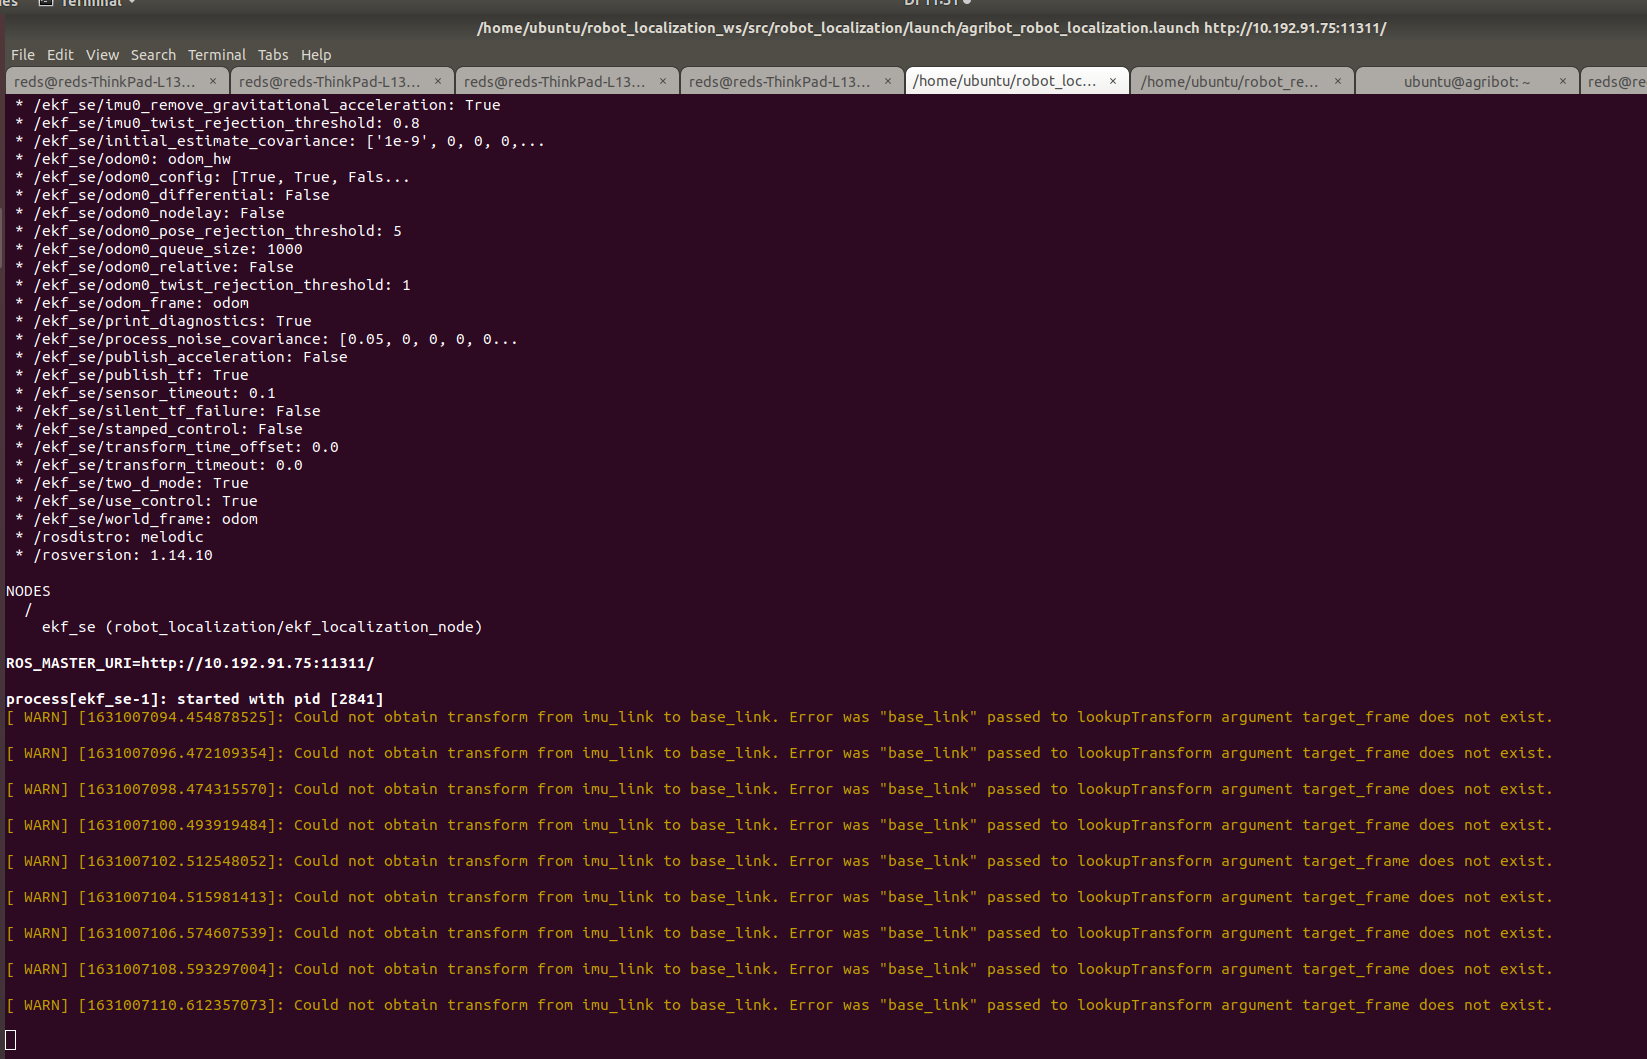 Terminal
/home/ubuntu/robot_localization_ws/src/robot_localization/launch/agribot_robot_localization.launch http://10.192.91.75:11311/
File Edit View Search Terminal Tabs Help
reds@reds-ThinkPad-L13... × reds@reds-ThinkPad-L13... × reds@reds-ThinkPad-L13... × reds@reds-ThinkPad-L13... × /home/ubuntu/robot_loc... × /home/ubuntu/robot_re... × ubuntu@agribot: ~ × reds@re
* /ekf_se/imu0_remove_gravitational_acceleration: True
* /ekf_se/imu0_twist_rejection_threshold: 0.8
* /ekf_se/initial_estimate_covariance: ['1e-9', 0, 0, 0,...
* /ekf_se/odom0: odom_hw
* /ekf_se/odom0_config: [True, True, Fals...
* /ekf_se/odom0_differential: False
* /ekf_se/odom0_nodelay: False
* /ekf_se/odom0_pose_rejection_threshold: 5
* /ekf_se/odom0_queue_size: 1000
* /ekf_se/odom0_relative: False
* /ekf_se/odom0_twist_rejection_threshold: 1
* /ekf_se/odom_frame: odom
* /ekf_se/print_diagnostics: True
* /ekf_se/process_noise_covariance: [0.05, 0, 0, 0, 0...
* /ekf_se/publish_acceleration: False
* /ekf_se/publish_tf: True
* /ekf_se/sensor_timeout: 0.1
* /ekf_se/silent_tf_failure: False
* /ekf_se/stamped_control: False
* /ekf_se/transform_time_offset: 0.0
* /ekf_se/transform_timeout: 0.0
* /ekf_se/two_d_mode: True
* /ekf_se/use_control: True
* /ekf_se/world_frame: odom
* /rosdistro: melodic
* /rosversion: 1.14.10
NODES
/
ekf_se (robot_localization/ekf_localization_node)
ROS_MASTER_URI=http://10.192.91.75:11311/
process[ekf_se-1]: started with pid [2841]
[ WARN] [1631007094.454878525]: Could not obtain transform from imu_link to base_link. Error was "base_link" passed to lookupTransform argument target_frame does not exist.
[ WARN] [1631007096.472109354]: Could not obtain transform from imu_link to base_link. Error was "base_link" passed to lookupTransform argument target_frame does not exist.
[ WARN] [1631007098.474315570]: Could not obtain transform from imu_link to base_link. Error was "base_link" passed to lookupTransform argument target_frame does not exist.
[ WARN] [1631007100.493919484]: Could not obtain transform from imu_link to base_link. Error was "base_link" passed to lookupTransform argument target_frame does not exist.
[ WARN] [1631007102.512548052]: Could not obtain transform from imu_link to base_link. Error was "base_link" passed to lookupTransform argument target_frame does not exist.
[ WARN] [1631007104.515981413]: Could not obtain transform from imu_link to base_link. Error was "base_link" passed to lookupTransform argument target_frame does not exist.
[ WARN] [1631007106.574607539]: Could not obtain transform from imu_link to base_link. Error was "base_link" passed to lookupTransform argument target_frame does not exist.
[ WARN] [1631007108.593297004]: Could not obtain transform from imu_link to base_link. Error was "base_link" passed to lookupTransform argument target_frame does not exist.
[ WARN] [1631007110.612357073]: Could not obtain transform from imu_link to base_link. Error was "base_link" passed to lookupTransform argument target_frame does not exist.